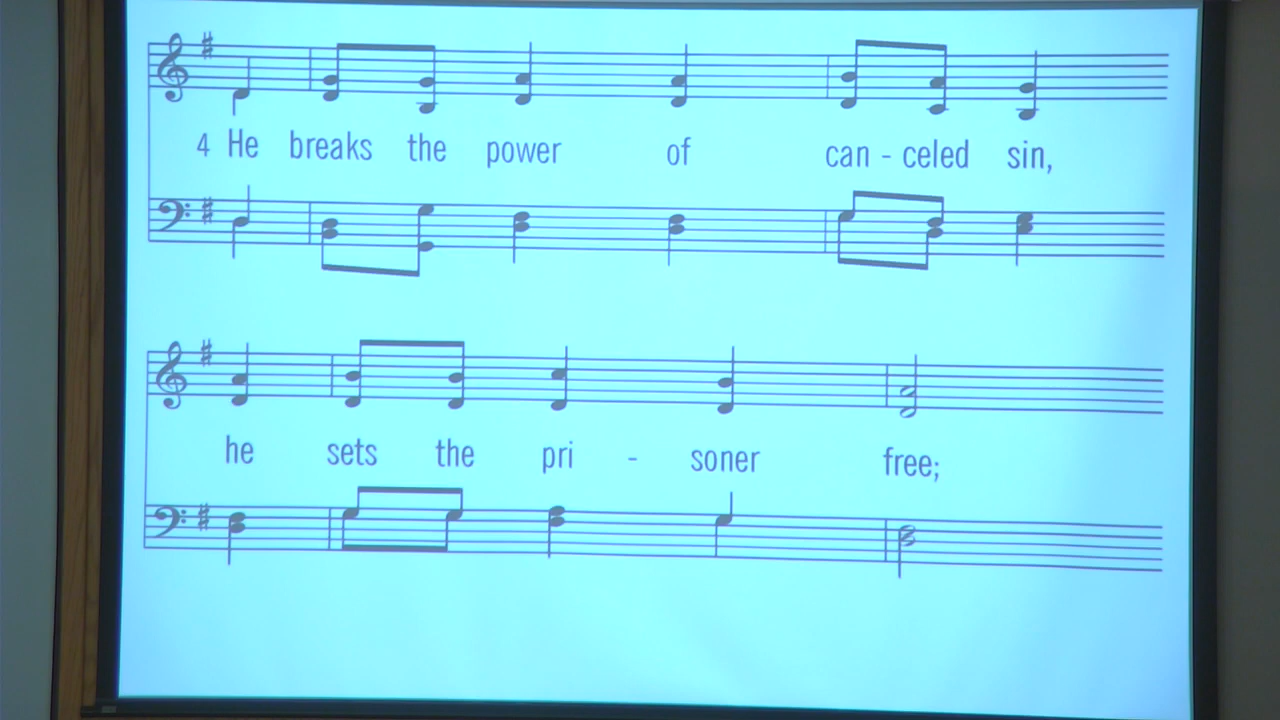 4 He breaks the power of can - celed sin,
he sets the pri - soner free;